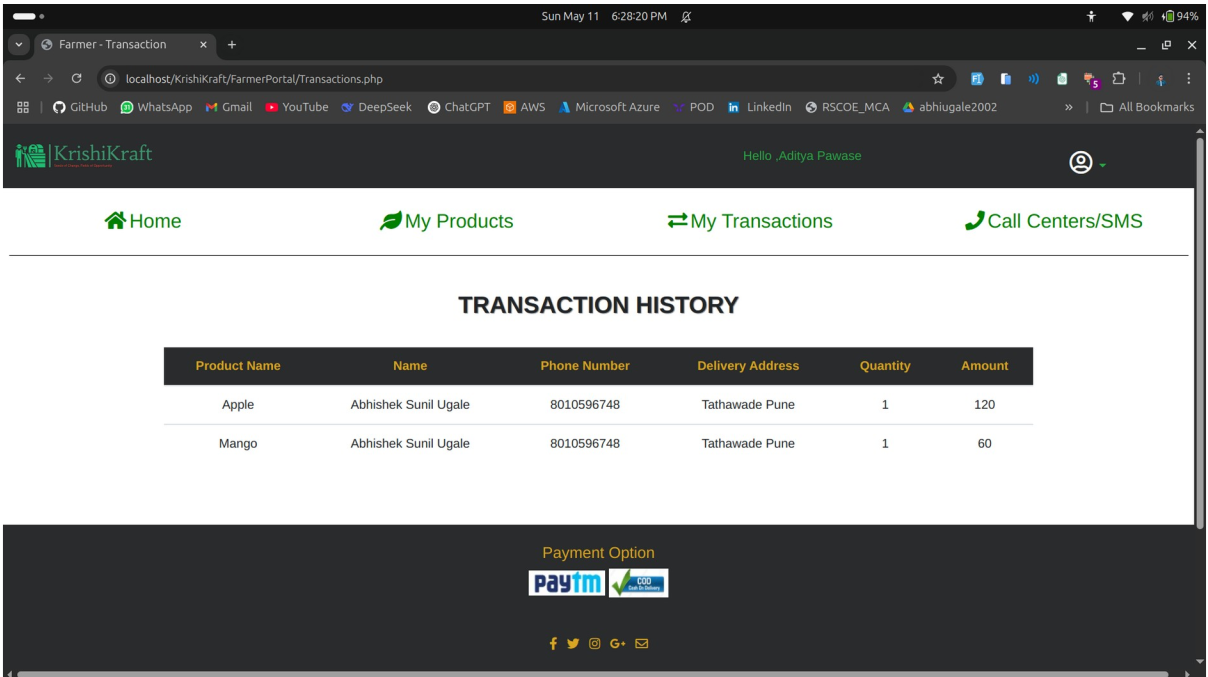 Sun May 11 6:28:20 PM 94%
Farmer - Transaction
localhost/KrishiKraft/FarmerPortal/Transactions.php 5
GitHub WhatsApp Gmail YouTube DeepSeek ChatGPT AWS Microsoft Azure POD LinkedIn RSCOE_MCA abhiugale2002 » All Bookmarks
KrishiKraft Hello ,Aditya Pawase
Home My Products My Transactions Call Centers/SMS
TRANSACTION HISTORY
Product Name Name Phone Number Delivery Address Quantity Amount
Apple Abhishek Sunil Ugale 8010596748 Tathawade Pune 1 120
Mango Abhishek Sunil Ugale 8010596748 Tathawade Pune 1 60
Payment Option
paytm COD
Cash On Delivery